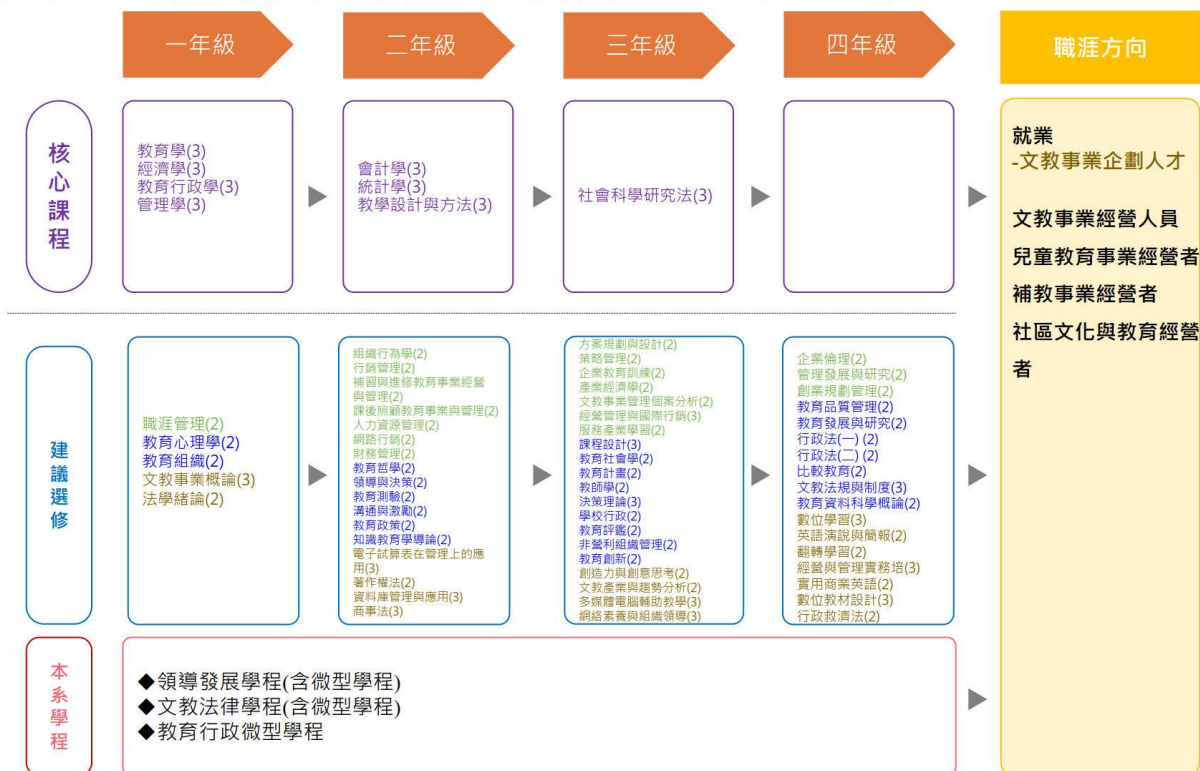 一年級
二年級
三年級
四年級
職涯方向
核心課程
教育學(3)
經濟學(3)
教育行政學(3)
管理學(3)
會計學(3)
統計學(3)
教學設計與方法(3)
社會科學研究法(3)
就業
-文教事業企劃人才
文教事業經營人員
兒童教育事業經營者
補教事業經營者
社區文化與教育經營
者
建議選修
職涯管理(2)
教育心理學(2)
教育組織(2)
文教事業概論(3)
法學緒論(2)
組織行為學(2)
行銷管理(2)
補習與進修教育事業經營
與管理(2)
課後照顧教育事業與管理(2)
人力資源管理(2)
網路行銷(2)
財務管理(2)
教育哲學(2)
領導與決策(2)
教育測驗(2)
溝通與激勵(2)
教育政策(2)
知識教育學導論(2)
電子試算表在管理上的應
用(3)
著作權法(2)
資料庫管理與應用(3)
商事法(3)
方案規劃與設計(2)
策略管理(2)
企業教育訓練(2)
產業經濟學(2)
文教事業管理個案分析(2)
經營管理與國際行銷(3)
服務產業學習(2)
課程設計(3)
教育社會學(2)
教育計畫(2)
教師學(2)
決策理論(3)
學校行政(2)
教育評鑑(2)
非營利組織管理(2)
教育創新(2)
創造力與創意思考(2)
文教產業與趨勢分析(2)
多媒體電腦輔助教學(3)
網絡素養與組織領導(3)
企業倫理(2)
管理發展與研究(2)
創業規劃管理(2)
教育品質管理(2)
教育發展與研究(2)
行政法(一) (2)
行政法(二) (2)
比較教育(2)
文教法規與制度(3)
教育資料科學概論(2)
數位學習(3)
英語演說與簡報(2)
翻轉學習(2)
經營與管理實務培(3)
實用商業英語(2)
數位教材設計(3)
行政救濟法(2)
本系學程
◆領導發展學程(含微型學程)
◆文教法律學程(含微型學程)
◆教育行政微型學程